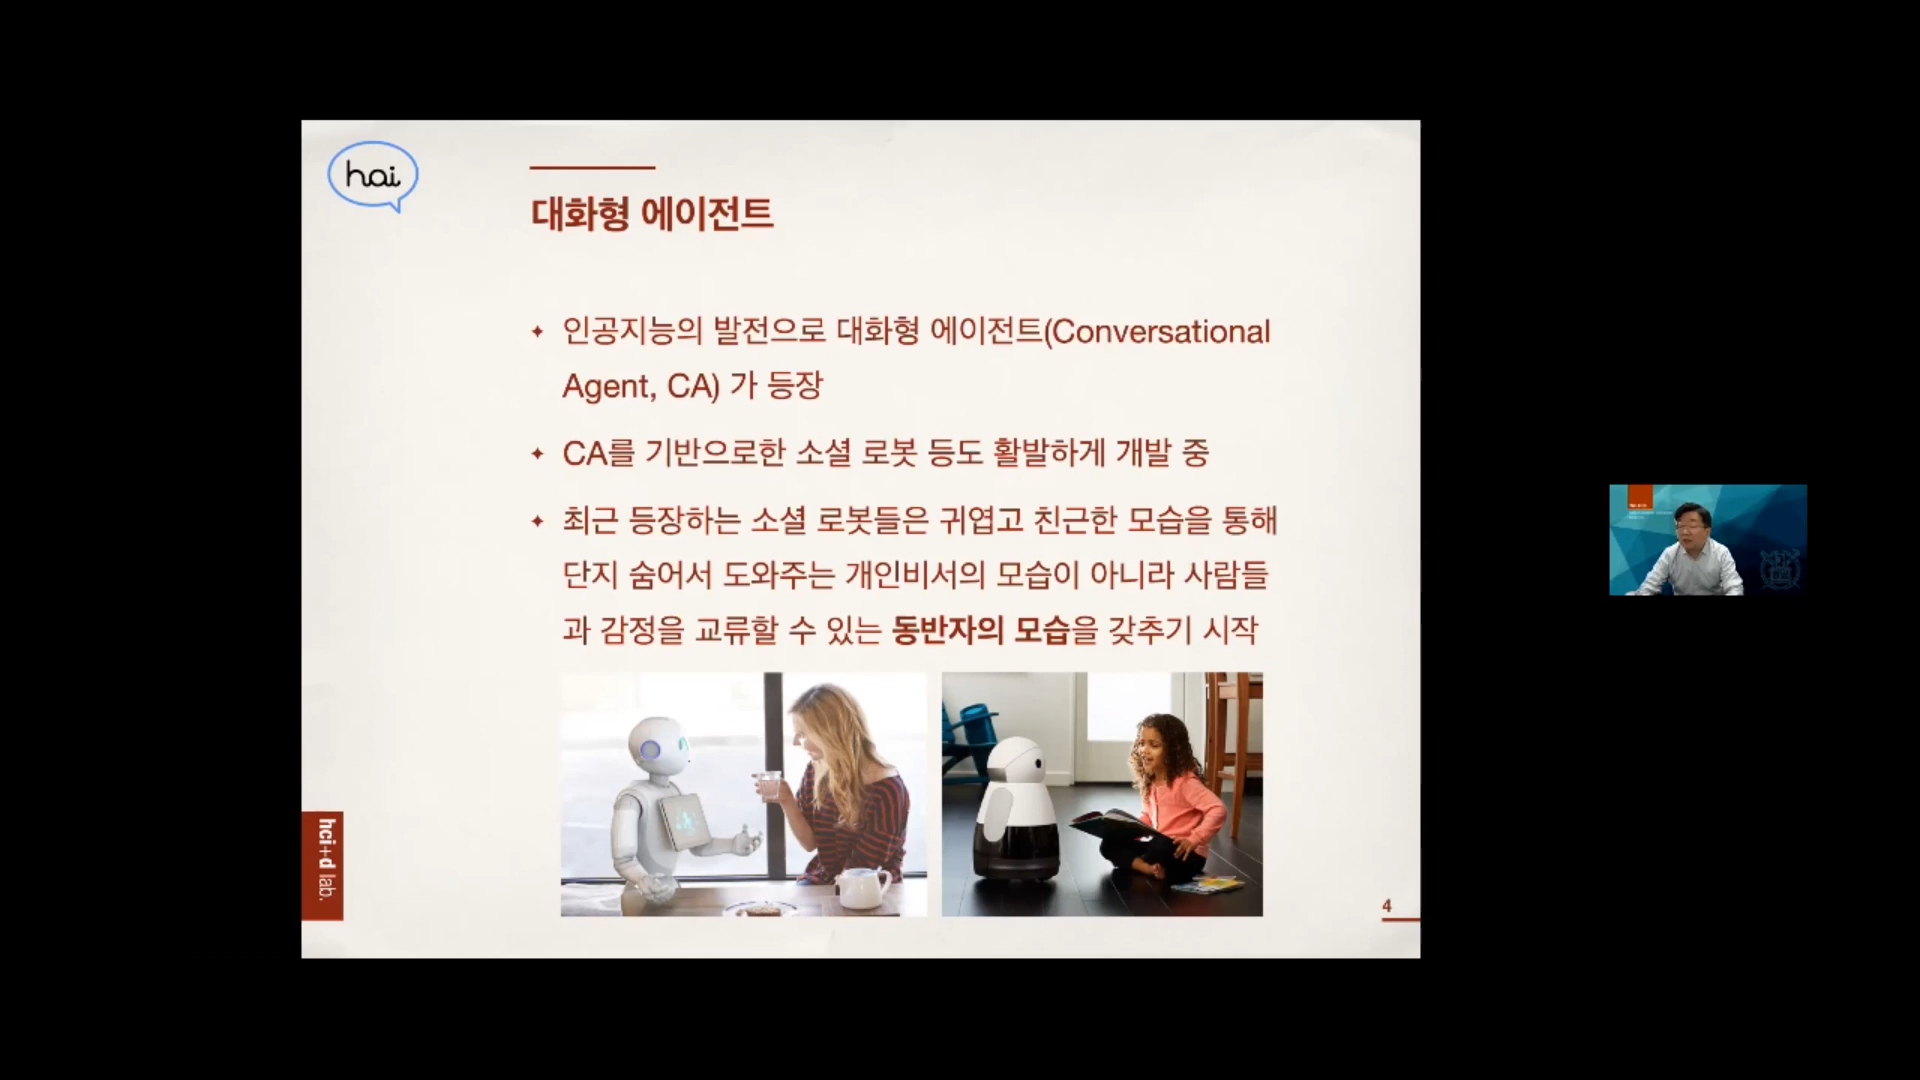 hai
대화형 에이전트
✦ 인공지능의 발전으로 대화형 에이전트(Conversational
Agent, CA) 가 등장
✦ CA를 기반으로한 소셜 로봇 등도 활발하게 개발 중
✦ 최근 등장하는 소셜 로봇들은 귀엽고 친근한 모습을 통해
단지 숨어서 도와주는 개인비서의 모습이 아니라 사람들
과 감정을 교류할 수 있는 동반자의 모습을 갖추기 시작
hci+d lab.
4